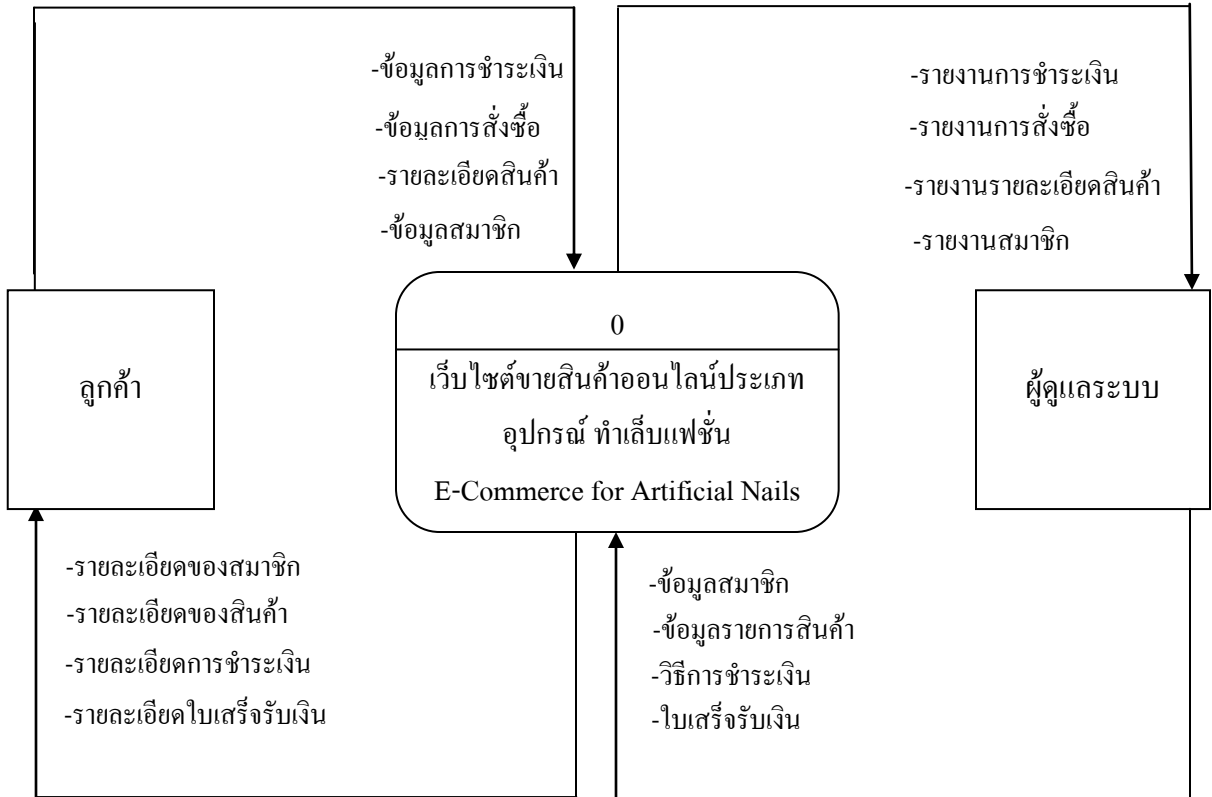 -ข้อมูลการชำระเงิน
-ข้อมูลการสั่งซื้อ
-รายละเอียดสินค้า
-ข้อมูลสมาชิก
-รายงานการชำระเงิน
-รายงานการสั่งซื้อ
-รายงานรายละเอียดสินค้า
-รายงานสมาชิก
ลูกค้า
0
เว็บไซต์ขายสินค้าออนไลน์ประเภท
อุปกรณ์ ทำเล็บแฟชั่น
E-Commerce for Artificial Nails
ผู้ดูแลระบบ
-รายละเอียดของสมาชิก
-รายละเอียดของสินค้า
-รายละเอียดการชำระเงิน
-รายละเอียดใบเสร็จรับเงิน
-ข้อมูลสมาชิก
-ข้อมูลรายการสินค้า
-วิธีการชำระเงิน
-ใบเสร็จรับเงิน